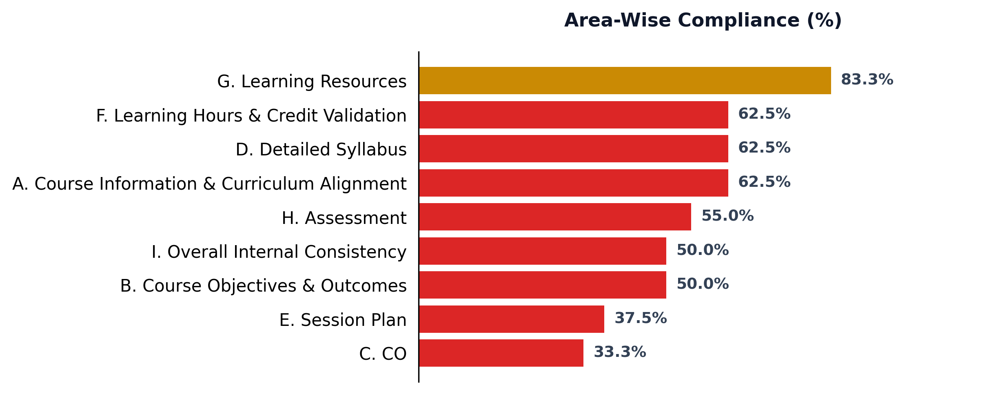 Area-Wise Compliance (%)
G. Learning Resources 83.3%
F. Learning Hours & Credit Validation 62.5%
D. Detailed Syllabus 62.5%
A. Course Information & Curriculum Alignment 62.5%
H. Assessment 55.0%
I. Overall Internal Consistency 50.0%
B. Course Objectives & Outcomes 50.0%
E. Session Plan 37.5%
C. CO 33.3%